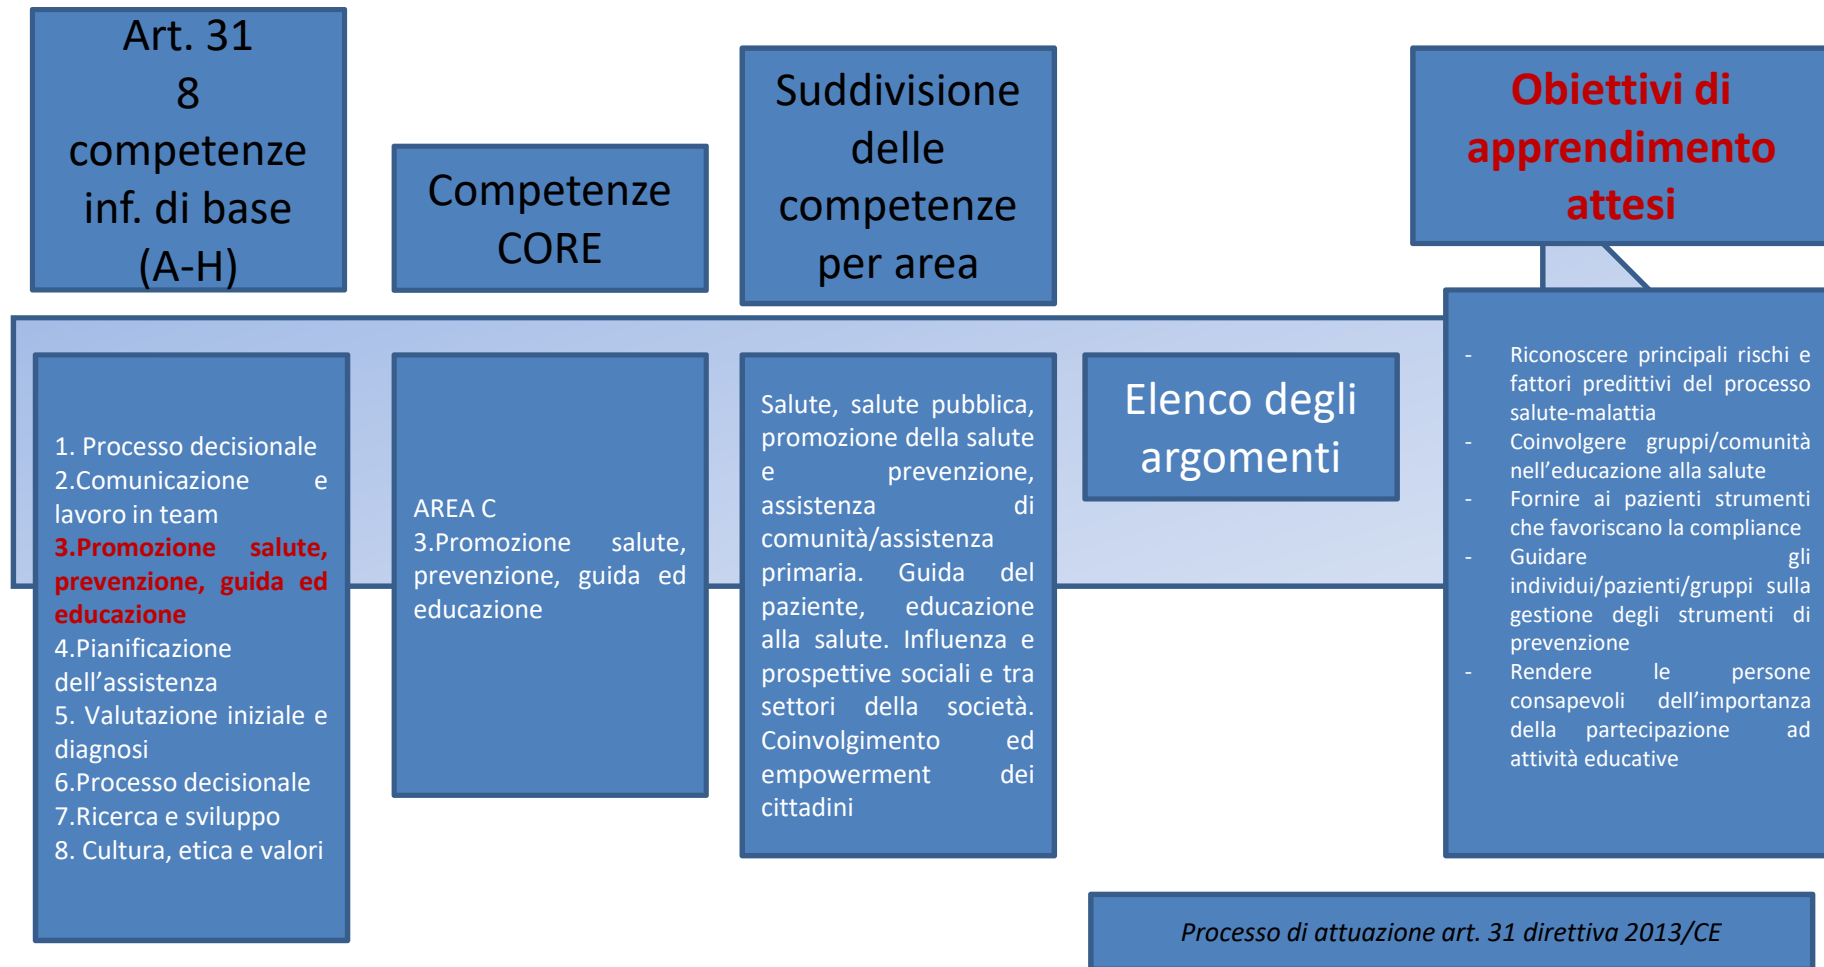 Art. 31
8
competenze
inf. di base
(A-H)
Competenze
CORE
Suddivisione
delle
competenze
per area
Obiettivi di
apprendimento
attesi
1. Processo decisionale
2.Comunicazione e
lavoro in team
3.Promozione salute,
prevenzione, guida ed
educazione
4.Pianificazione
dell'assistenza
5. Valutazione iniziale e
diagnosi
6.Processo decisionale
7.Ricerca e sviluppo
8. Cultura, etica e valori
AREA C
3.Promozione salute,
prevenzione, guida ed
educazione
Salute, salute pubblica,
promozione della salute
e prevenzione,
assistenza di
comunità/assistenza
primaria. Guida del
paziente, educazione
alla salute. Influenza e
prospettive sociali e tra
settori della società.
Coinvolgimento ed
empowerment dei
cittadini
Elenco degli
argomenti
- Riconoscere principali rischi e
fattori predittivi del processo
salute-malattia
- Coinvolgere gruppi/comunità
nell'educazione alla salute
- Fornire ai pazienti strumenti
che favoriscano la compliance
- Guidare gli
individui/pazienti/gruppi sulla
gestione degli strumenti di
prevenzione
- Rendere le persone
consapevoli dell'importanza
della partecipazione ad
attività educative
Processo di attuazione art. 31 direttiva 2013/CE